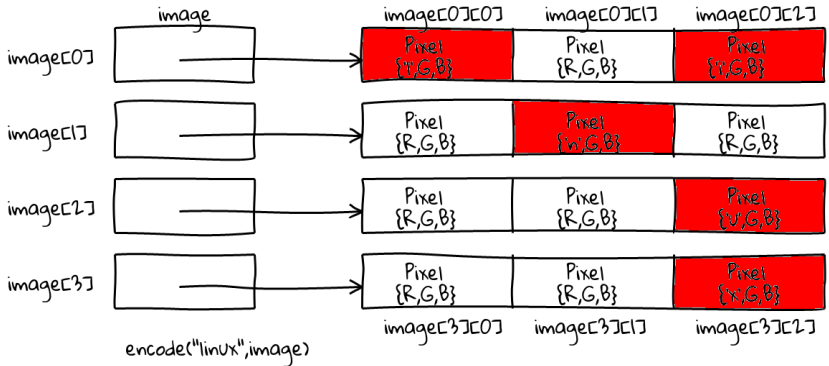 image image[0][0] image[0][1] image[0][2]
image[0] Pixel Pixel Pixel
{'l',G,B} {R,G,B} {'i',G,B}
image[1] Pixel Pixel Pixel
{R,G,B} {'n',G,B} {R,G,B}
image[2] Pixel Pixel Pixel
{R,G,B} {R,G,B} {'u',G,B}
image[3] Pixel Pixel Pixel
{R,G,B} {R,G,B} {'x',G,B}
image[3][0] image[3][1] image[3][2]
encode("linux",image)